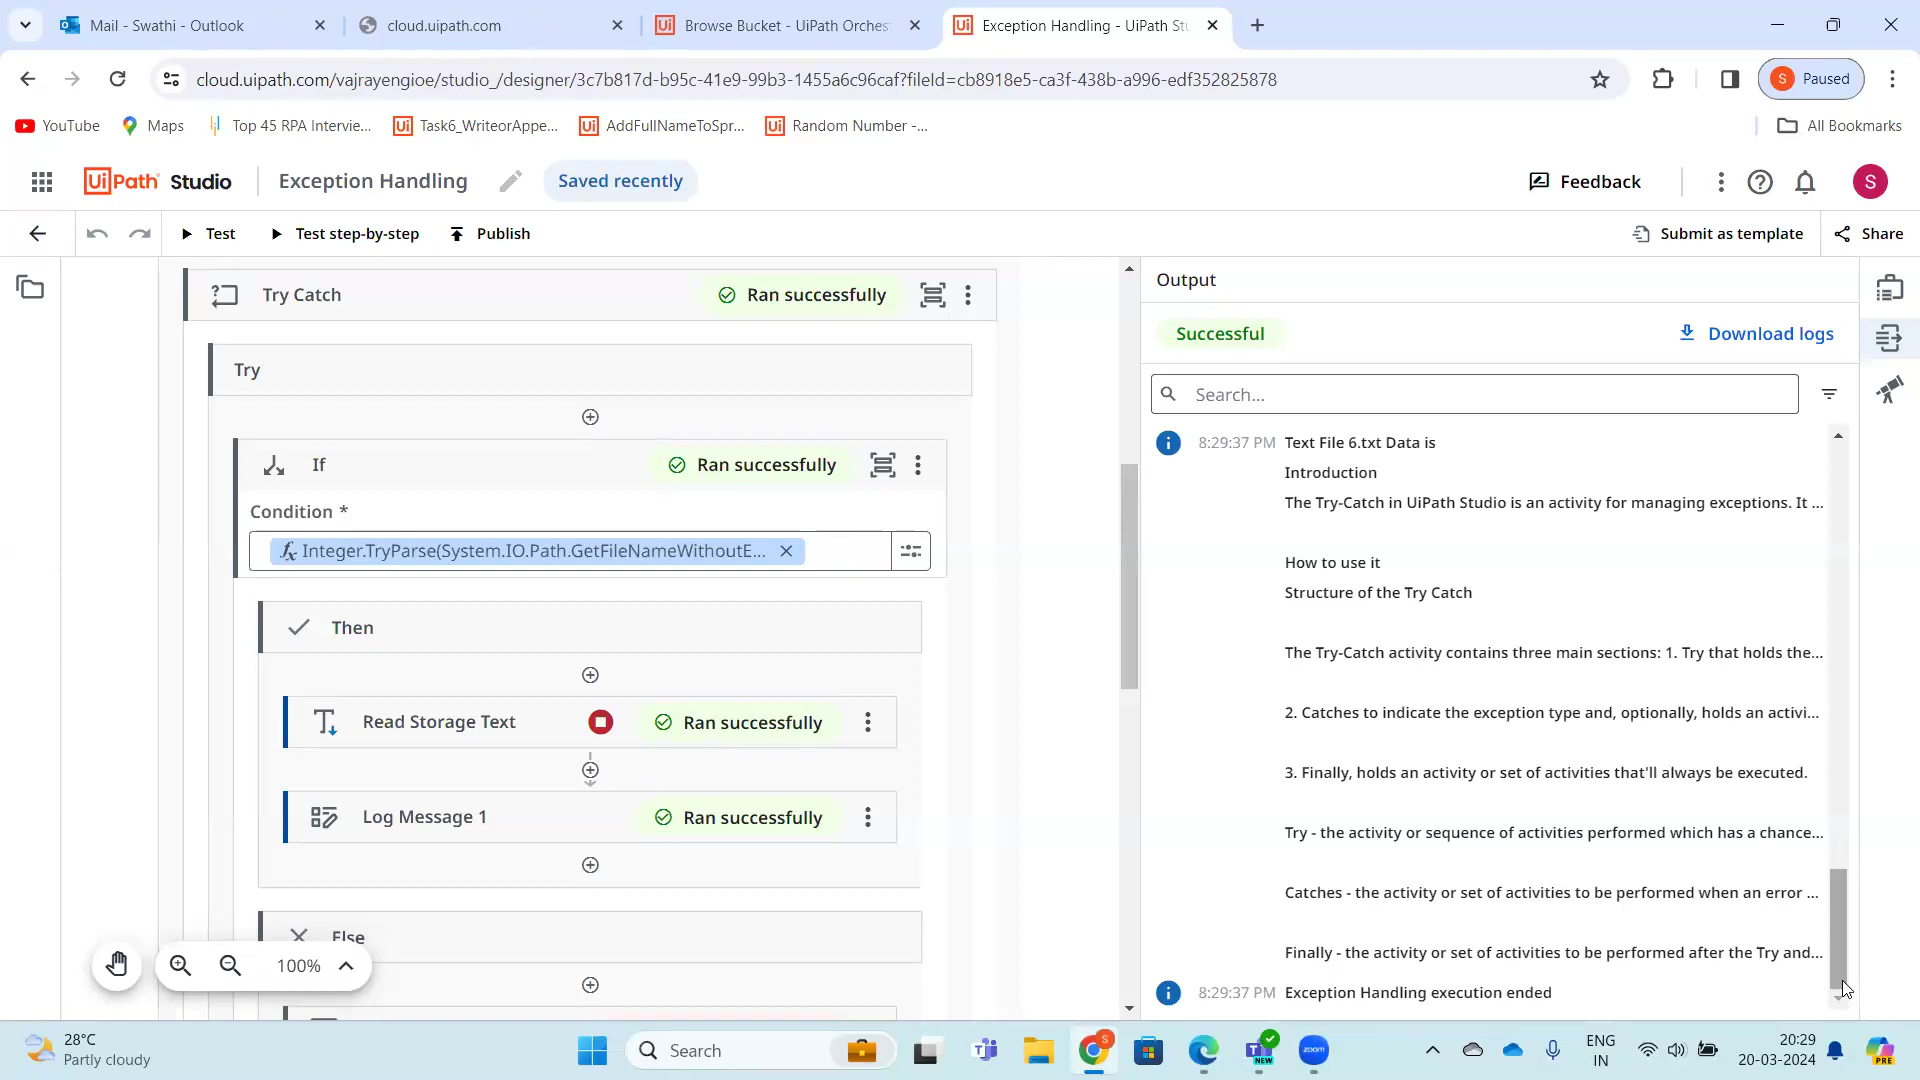 Mail - Swathi - Outlook
cloud.uipath.com
Browse Bucket - UiPath Orches
Exception Handling - UiPath Stu
cloud.uipath.com/vajrayengioe/studio_/designer/3c7b817d-b95c-41e9-99b3-1455a6c96caf?fileId=cb8918e5-ca3f-438b-a996-edf352825878
S Paused
YouTube
Maps
Top 45 RPA Intervie...
Task6_WriteorAppe...
AddFullNameToSpr...
Random Number -...
All Bookmarks
UiPath Studio
Exception Handling
Saved recently
Feedback
S
Test
Test step-by-step
Publish
Submit as template
Share
Try Catch
Ran successfully
Try
If
Ran successfully
Condition *
fx Integer.TryParse(System.IO.Path.GetFileNameWithoutE...
Then
Read Storage Text
Ran successfully
Log Message 1
Ran successfully
Else
100%
Output
Successful
Download logs
Search...
8:29:37 PM Text File 6.txt Data is
Introduction
The Try-Catch in UiPath Studio is an activity for managing exceptions. It ...
How to use it
Structure of the Try Catch
The Try-Catch activity contains three main sections: 1. Try that holds the...
2. Catches to indicate the exception type and, optionally, holds an activi...
3. Finally, holds an activity or set of activities that'll always be executed.
Try - the activity or sequence of activities performed which has a chance...
Catches - the activity or set of activities to be performed when an error ...
Finally - the activity or set of activities to be performed after the Try and...
8:29:37 PM Exception Handling execution ended
28°C
Partly cloudy
Search
S
NEW
zoom
ENG
IN
20:29
20-03-2024
PRE